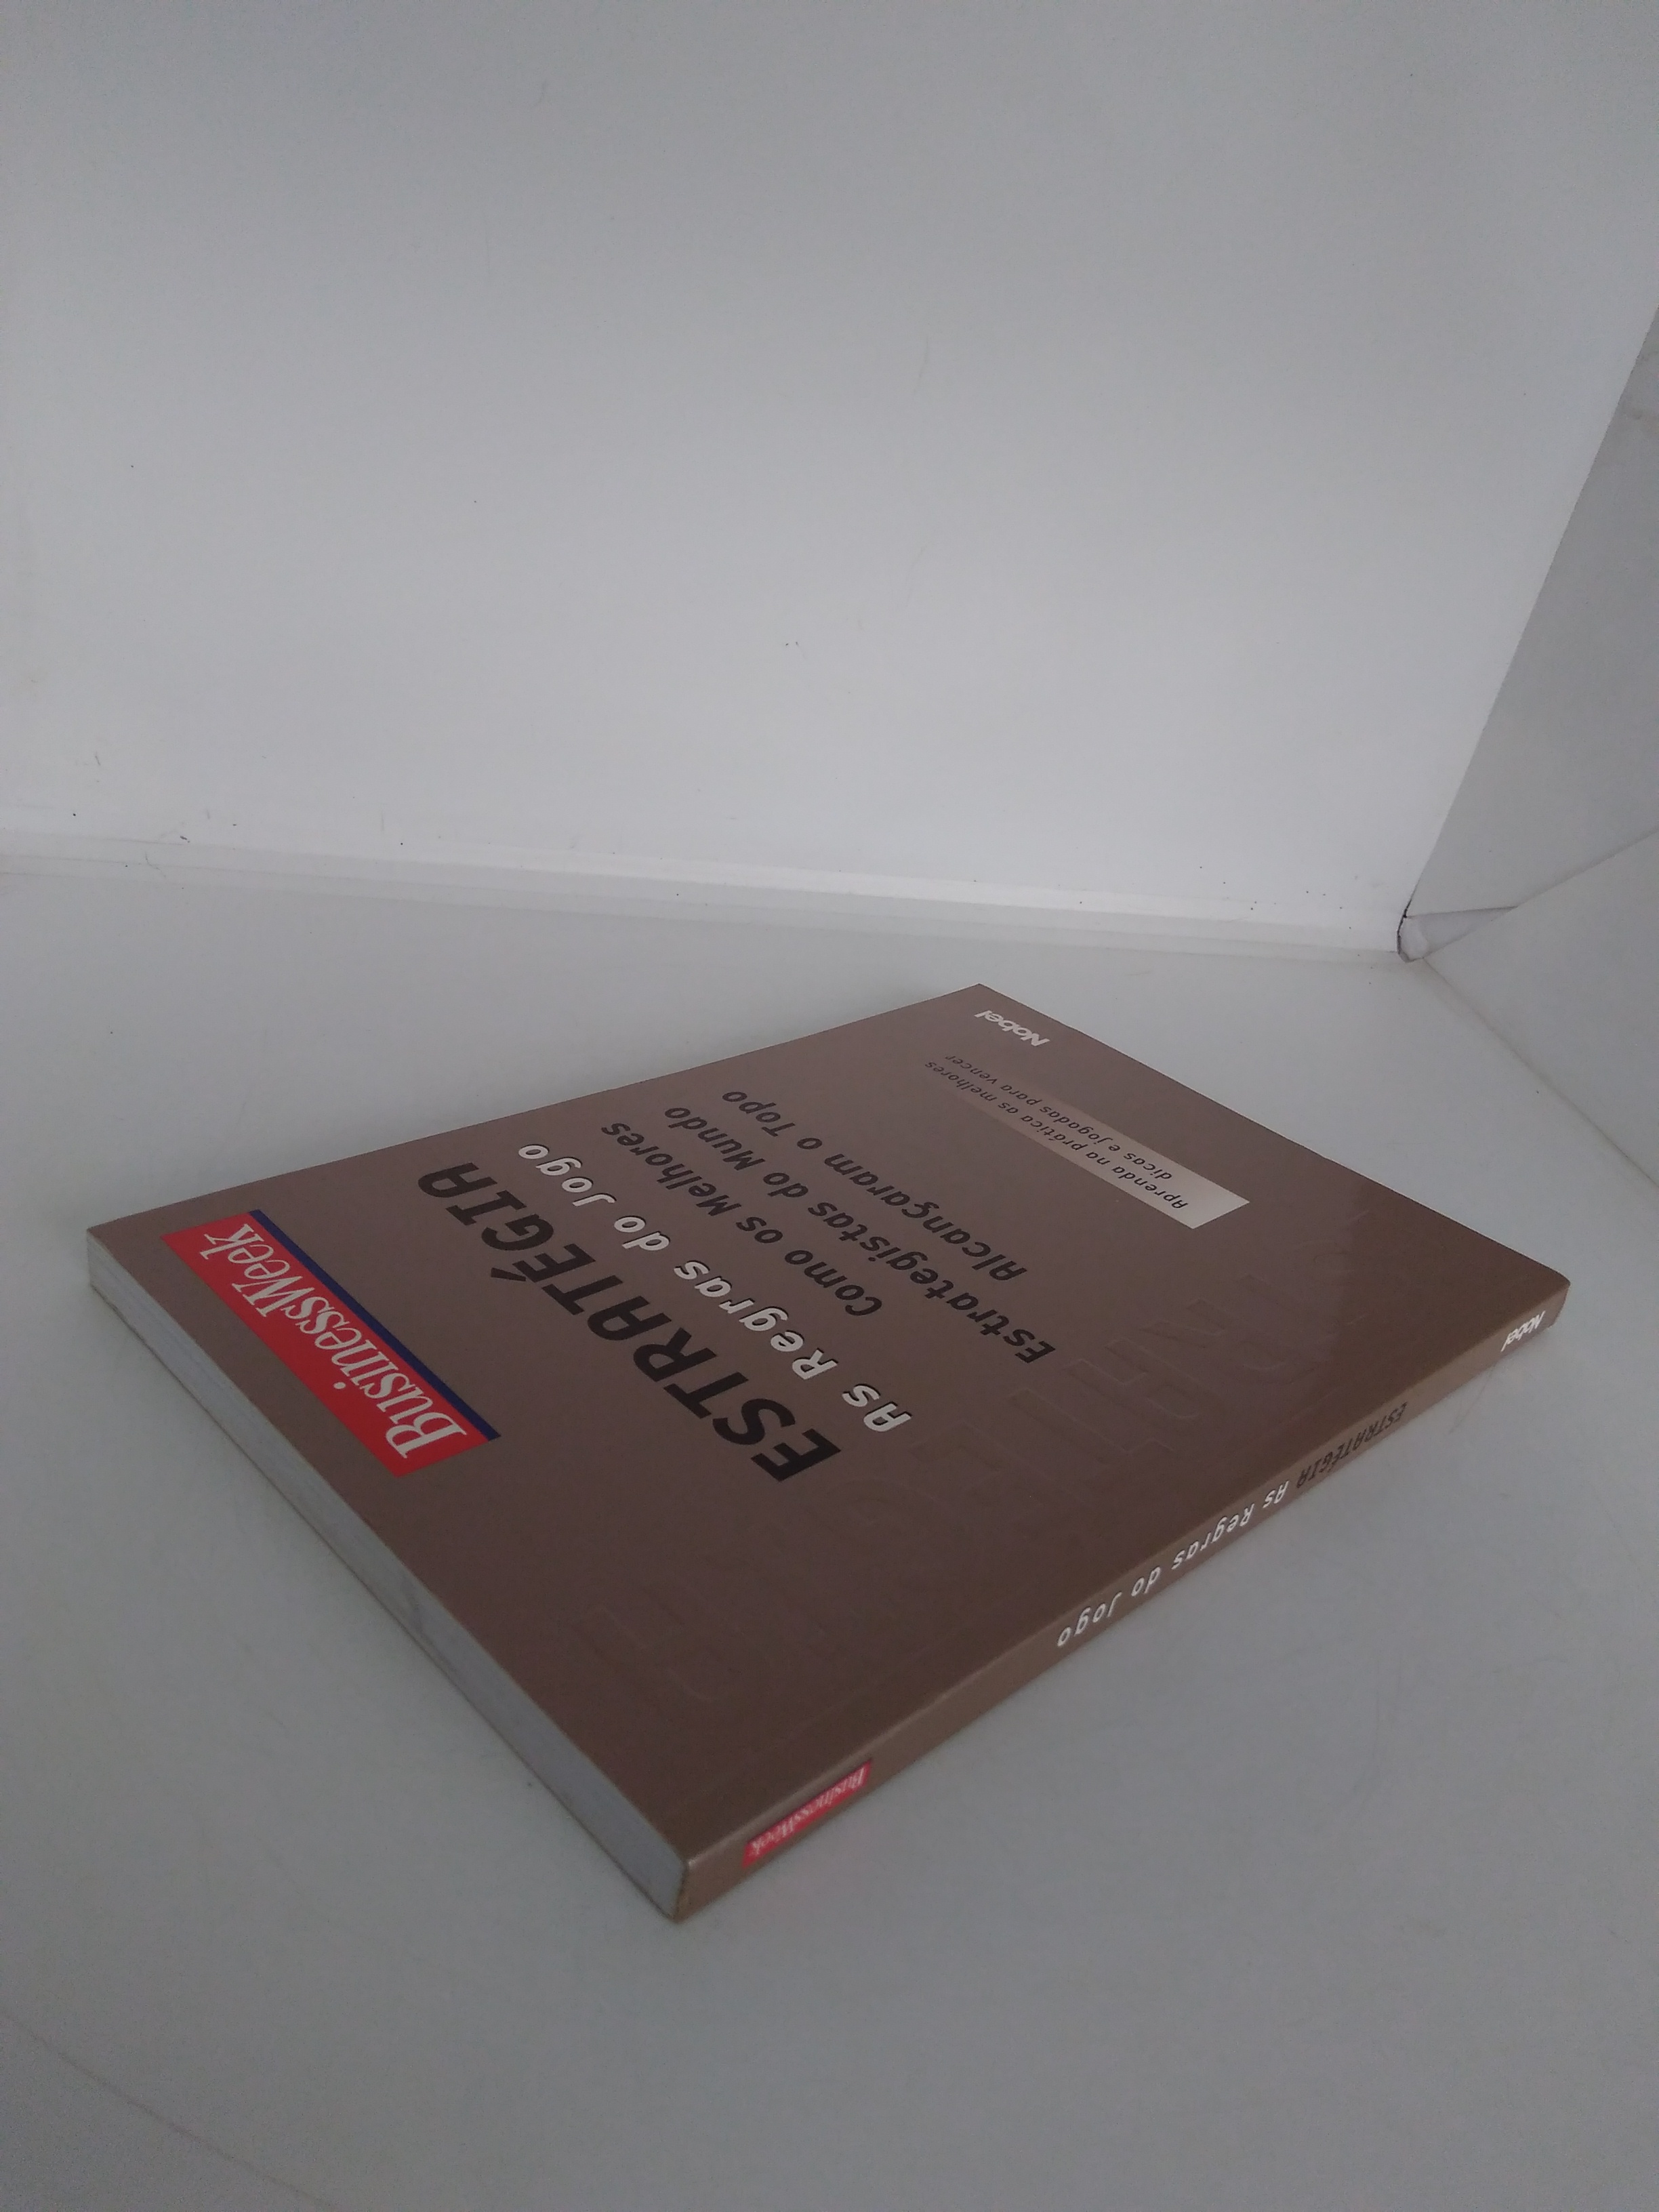 BusinessWeek
ESTRATÉGIA
As Regras do Jogo
Como os Melhores
Estrategistas do Mundo
Alcançaram o Topo
Aprenda na prática as melhores
dicas e jogadas para vencer
Nobel
BusinessWeek
ESTRATÉGIA As Regras do Jogo
Nobel